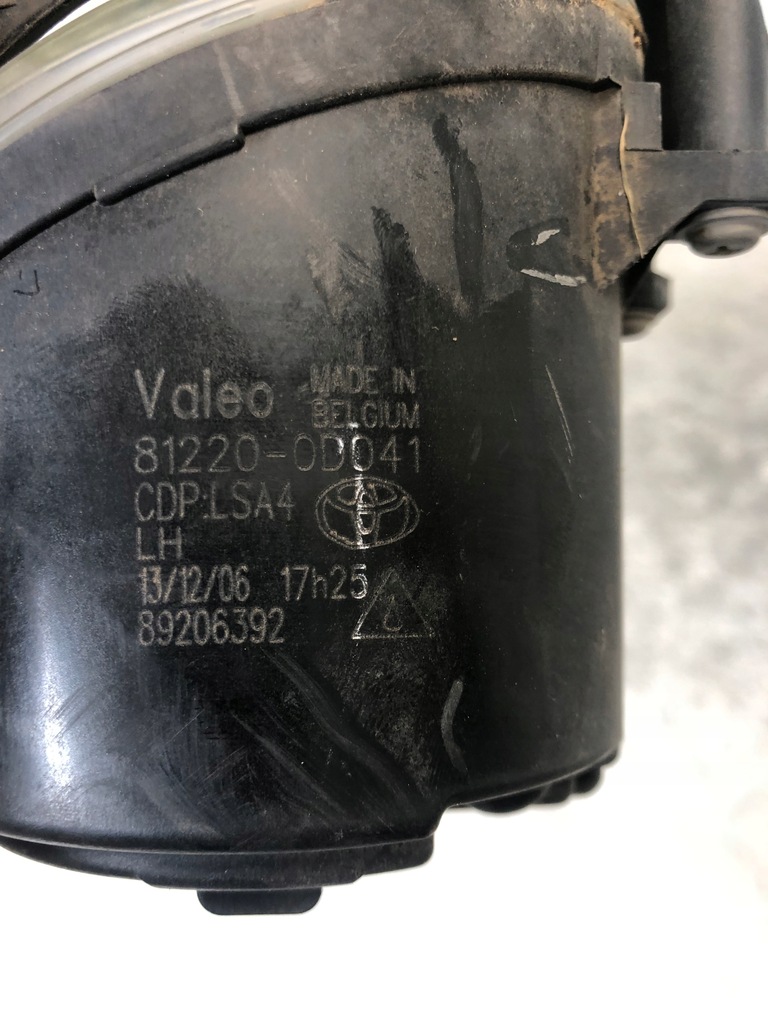 Valeo MADE IN
BELGIUM
81220-0D041
CDP:LSA4
LH
13/12/06 17h25
89206392